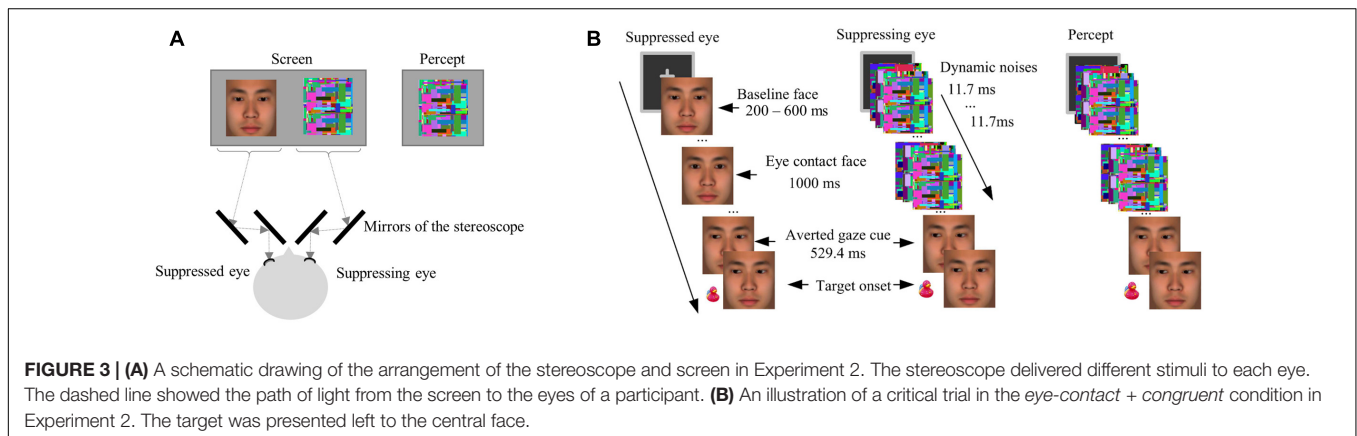 A
Screen
Percept
Mirrors of the stereoscope
Suppressed eye
Suppressing eye
B
Suppressed eye
Suppressing eye
Percept
Baseline face
200 – 600 ms
...
Eye contact face
1000 ms
...
Averted gaze cue
529.4 ms
Target onset
Dynamic noises
11.7 ms
...
11.7ms
...
...
...
...
FIGURE 3 | (A) A schematic drawing of the arrangement of the stereoscope and screen in Experiment 2. The stereoscope delivered different stimuli to each eye.
The dashed line showed the path of light from the screen to the eyes of a participant. (B) An illustration of a critical trial in the eye-contact + congruent condition in
Experiment 2. The target was presented left to the central face.